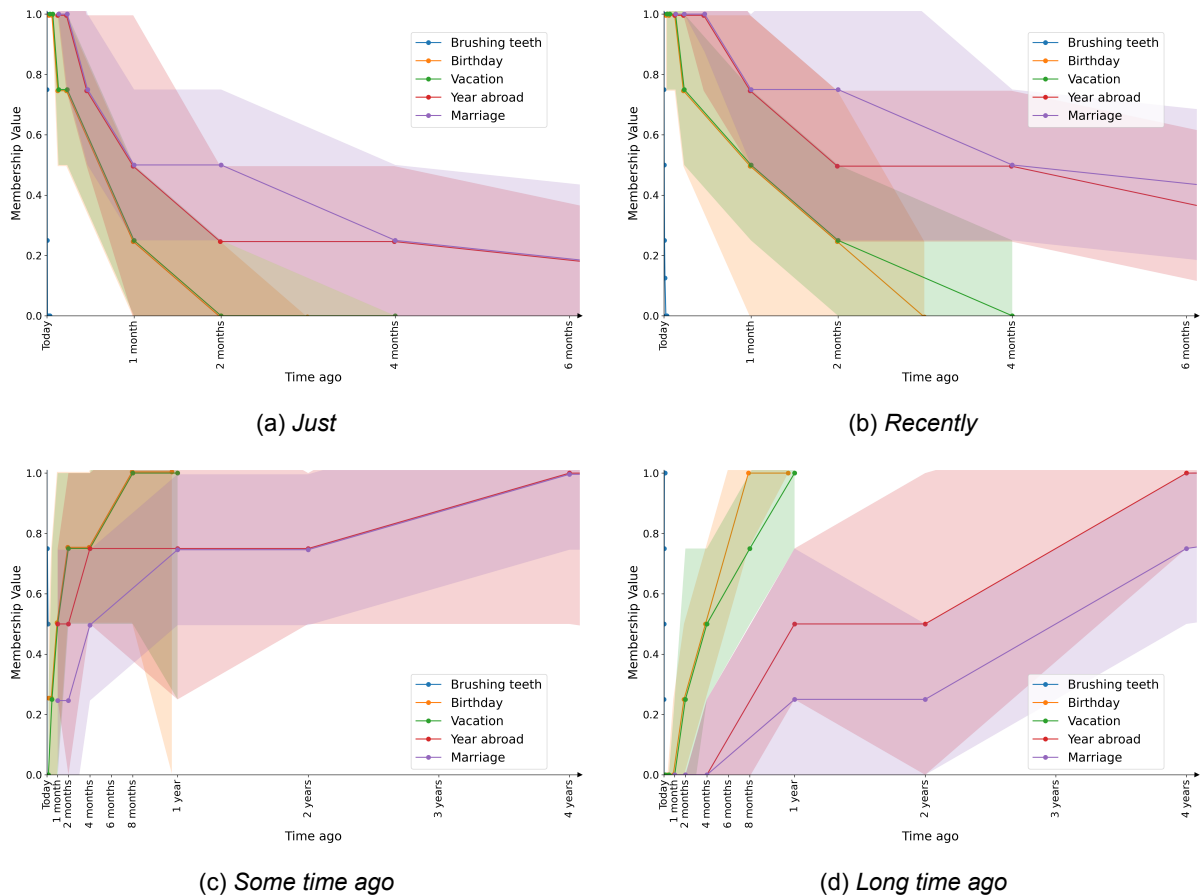 1.0
0.8
0.6
0.4
0.2
0.0
Membership Value
Brushing teeth
Birthday
Vacation
Year abroad
Marriage
Today
1 month
2 months
4 months
6 months
Time ago
(a) Just
1.0
0.8
0.6
0.4
0.2
0.0
Membership Value
Brushing teeth
Birthday
Vacation
Year abroad
Marriage
Today
1 month
2 months
4 months
6 months
Time ago
(b) Recently
1.0
0.8
0.6
0.4
0.2
0.0
Membership Value
Brushing teeth
Birthday
Vacation
Year abroad
Marriage
Today
1 month
2 months
4 months
6 months
8 months
1 year
2 years
3 years
4 years
Time ago
(c) Some time ago
1.0
0.8
0.6
0.4
0.2
0.0
Membership Value
Brushing teeth
Birthday
Vacation
Year abroad
Marriage
Today
1 month
2 months
4 months
6 months
8 months
1 year
2 years
3 years
4 years
Time ago
(d) Long time ago